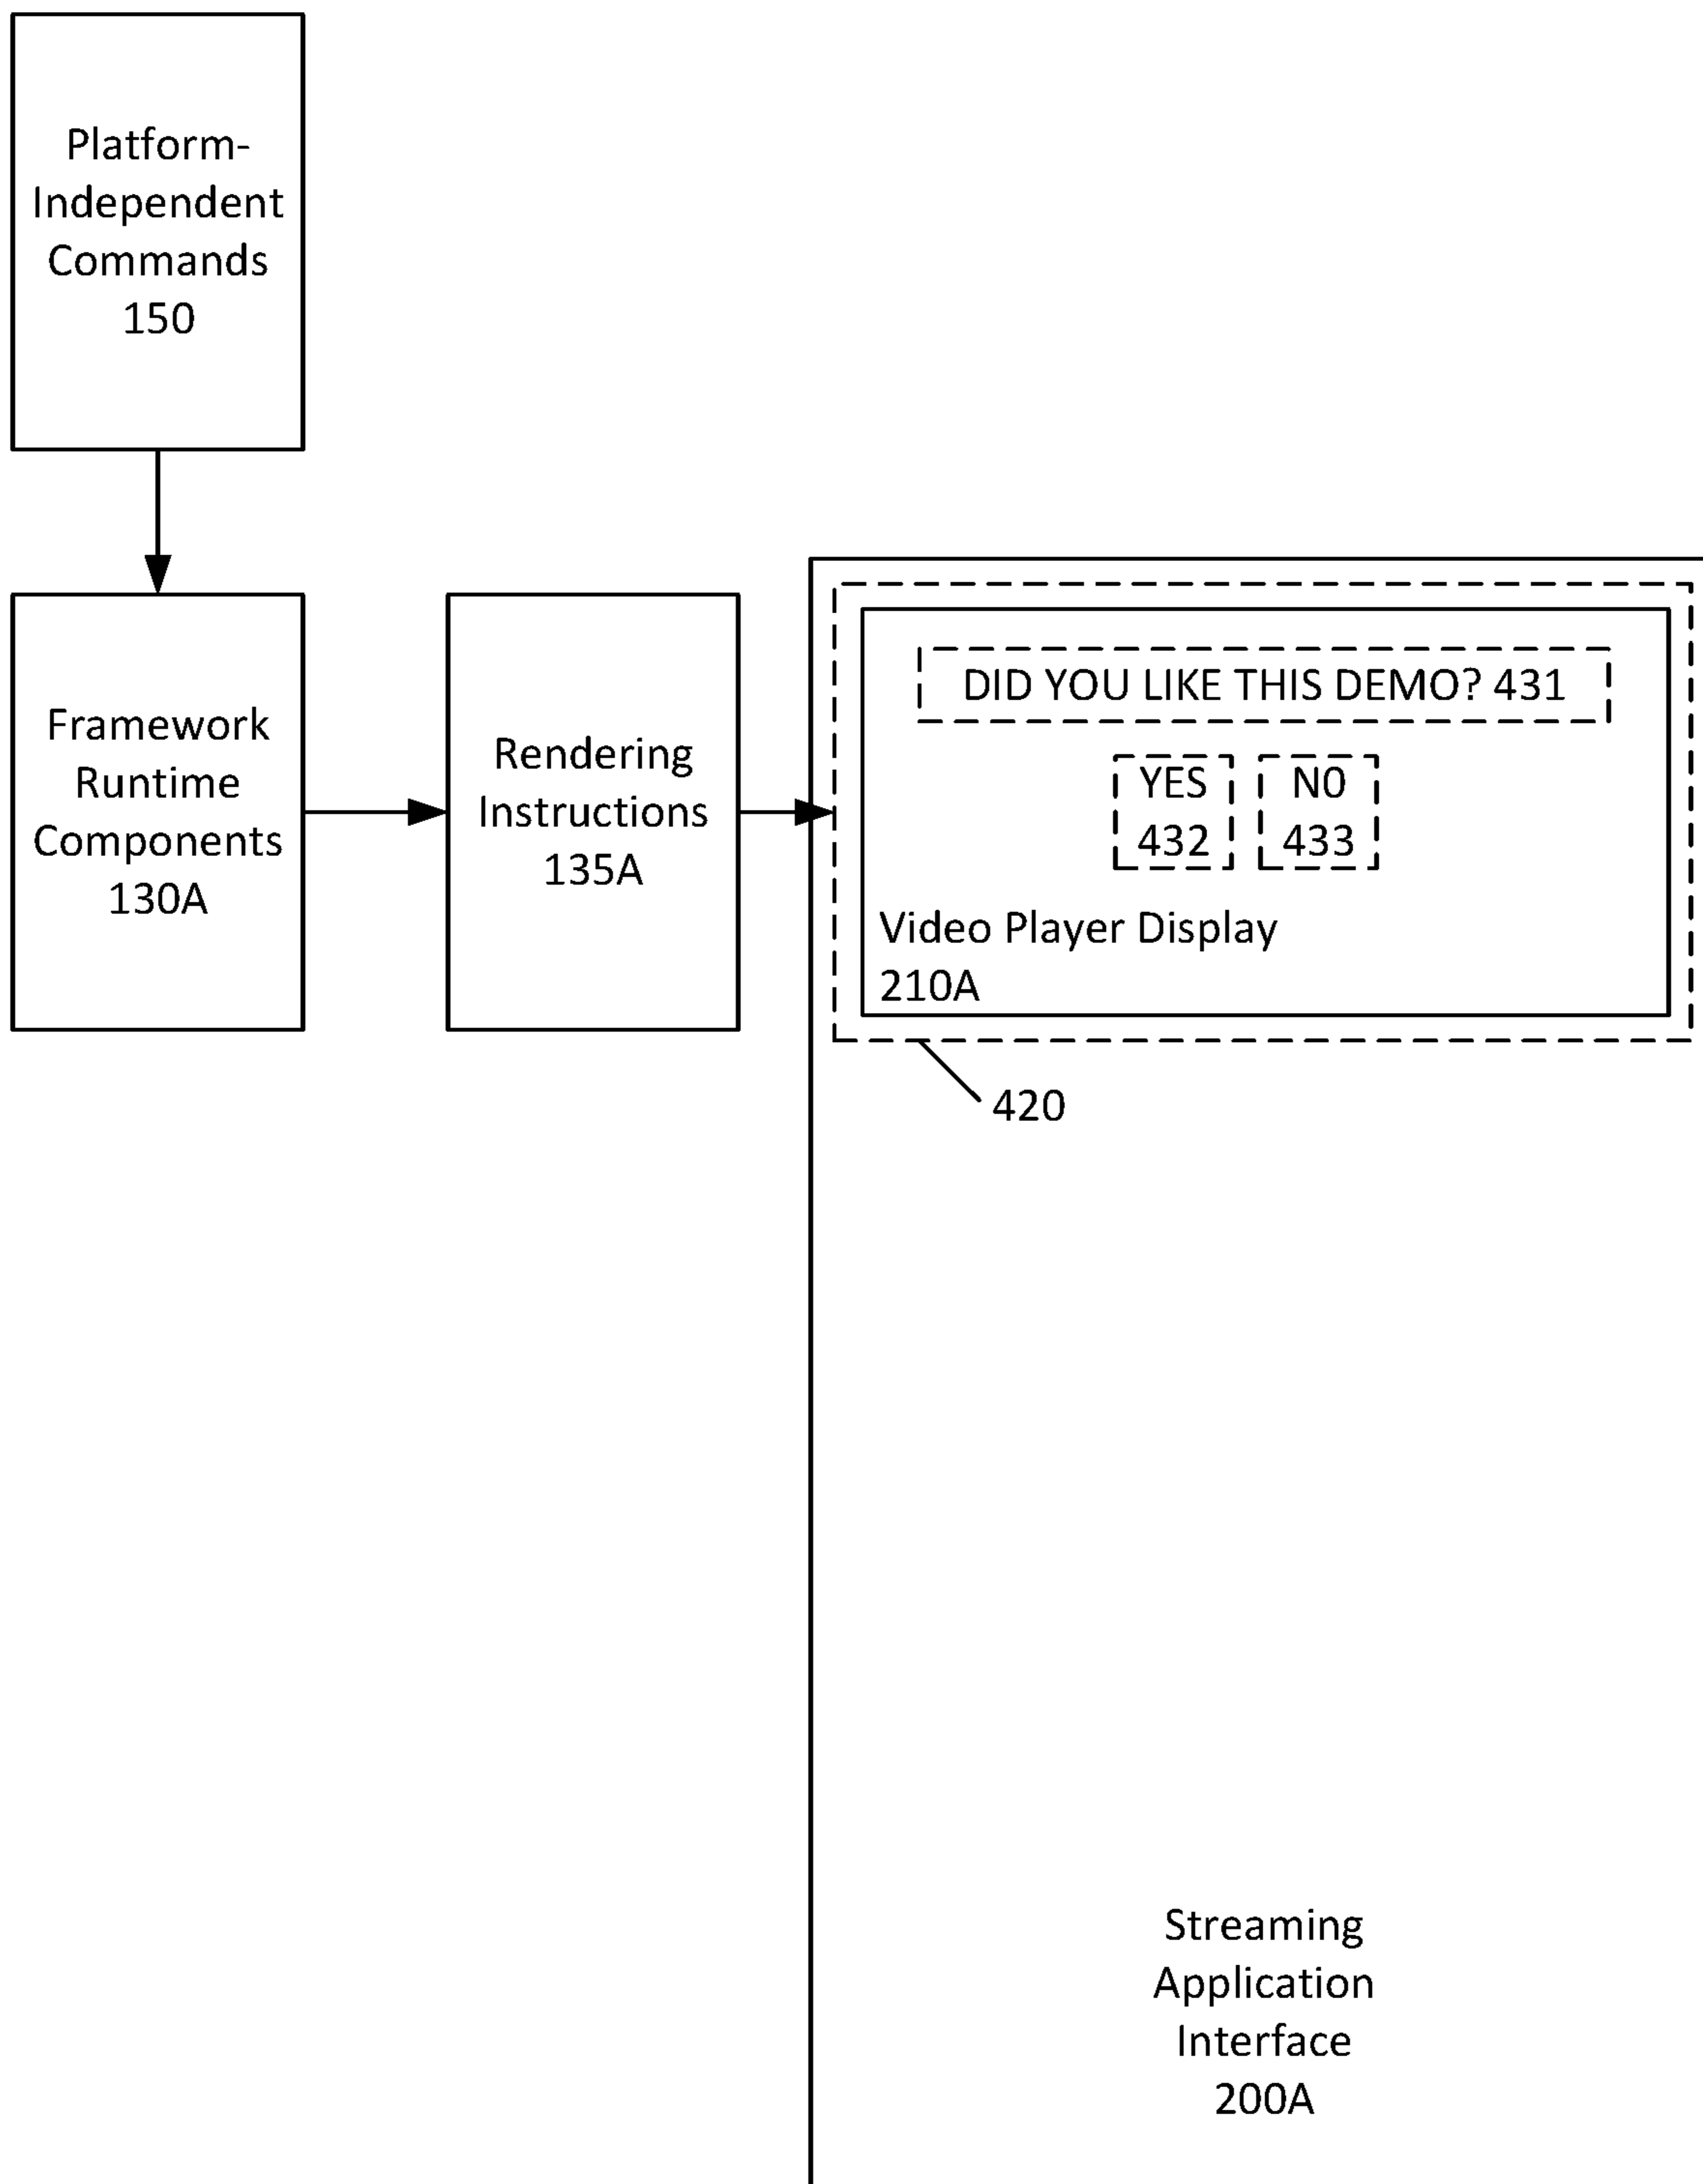 Platform-
Independent
Commands
150
Framework
Runtime
Components
130A
Rendering
Instructions
135A
DID YOU LIKE THIS DEMO? 431
YES
432
NO
433
Video Player Display
210A
420
Streaming
Application
Interface
200A